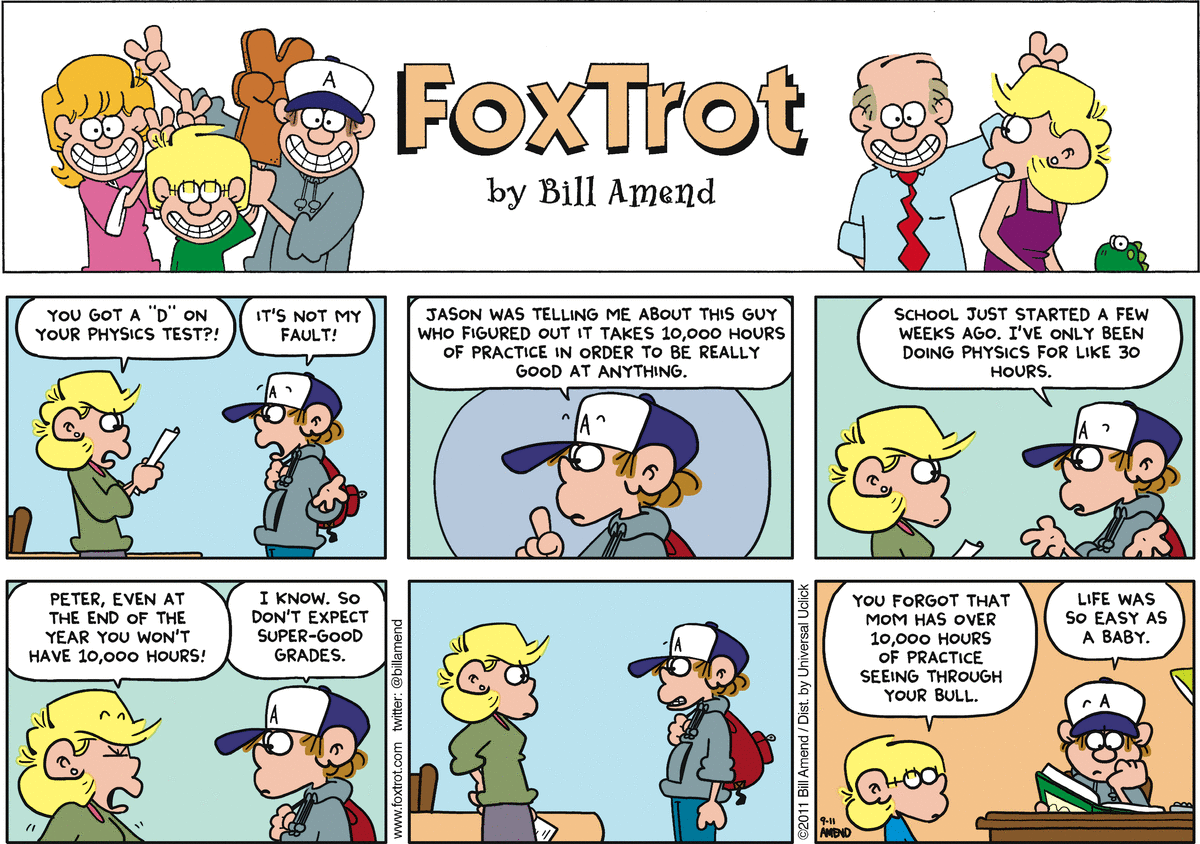 A
FOXTROT
by Bill Amend
YOU GOT A "D" ON
YOUR PHYSICS TEST?!
IT'S NOT MY
FAULT!
A
JASON WAS TELLING ME ABOUT THIS GUY
WHO FIGURED OUT IT TAKES 10,000 HOURS
OF PRACTICE IN ORDER TO BE REALLY
GOOD AT ANYTHING.
A
SCHOOL JUST STARTED A FEW
WEEKS AGO. I'VE ONLY BEEN
DOING PHYSICS FOR LIKE 30
HOURS.
A
PETER, EVEN AT
THE END OF THE
YEAR YOU WON'T
HAVE 10,000 HOURS!
I KNOW. SO
DON'T EXPECT
SUPER-GOOD
GRADES.
A
www.foxtrot.com twitter: @billamend
A
©2011 Bill Amend / Dist. by Universal Uclick
YOU FORGOT THAT
MOM HAS OVER
10,000 HOURS
OF PRACTICE
SEEING THROUGH
YOUR BULL.
LIFE WAS
SO EASY AS
A BABY.
A
9-11
AMEND